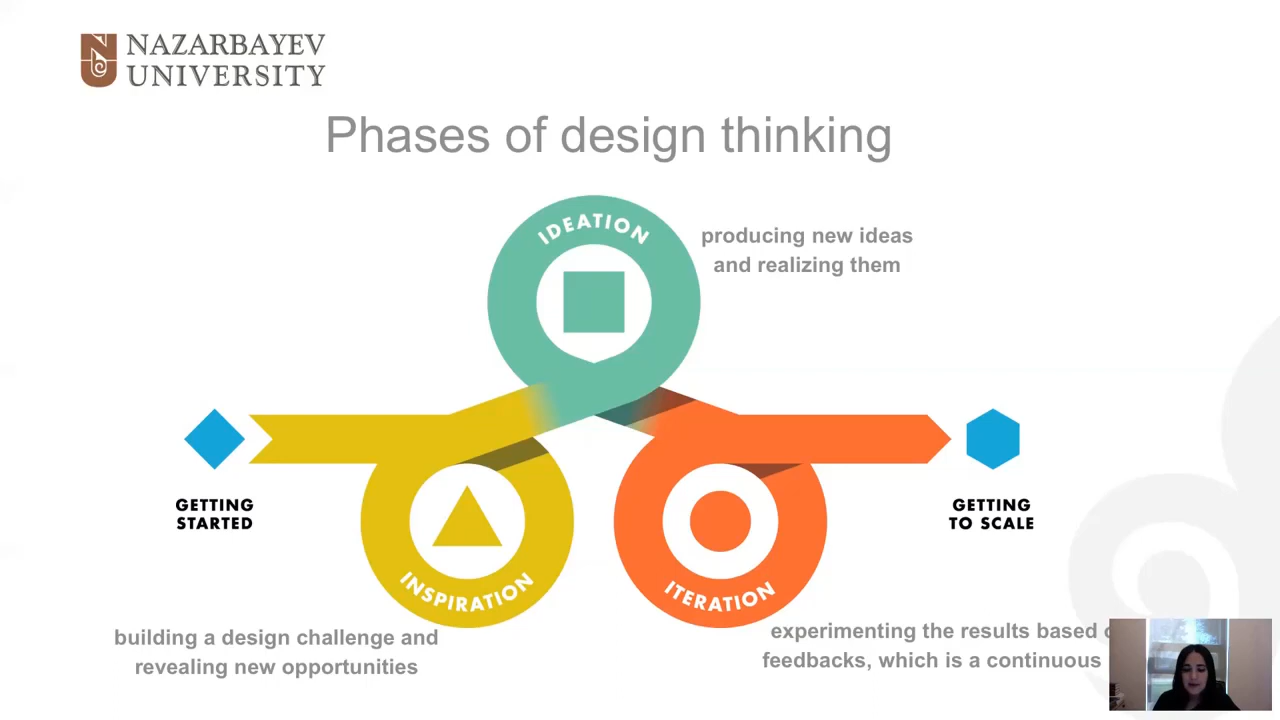 NAZARBAYEV
UNIVERSITY
Phases of design thinking
IDEATION
producing new ideas
and realizing them
GETTING
STARTED
GETTING
TO SCALE
INSPIRATION
ITERATION
building a design challenge and
revealing new opportunities
experimenting the results based
feedbacks, which is a continuous